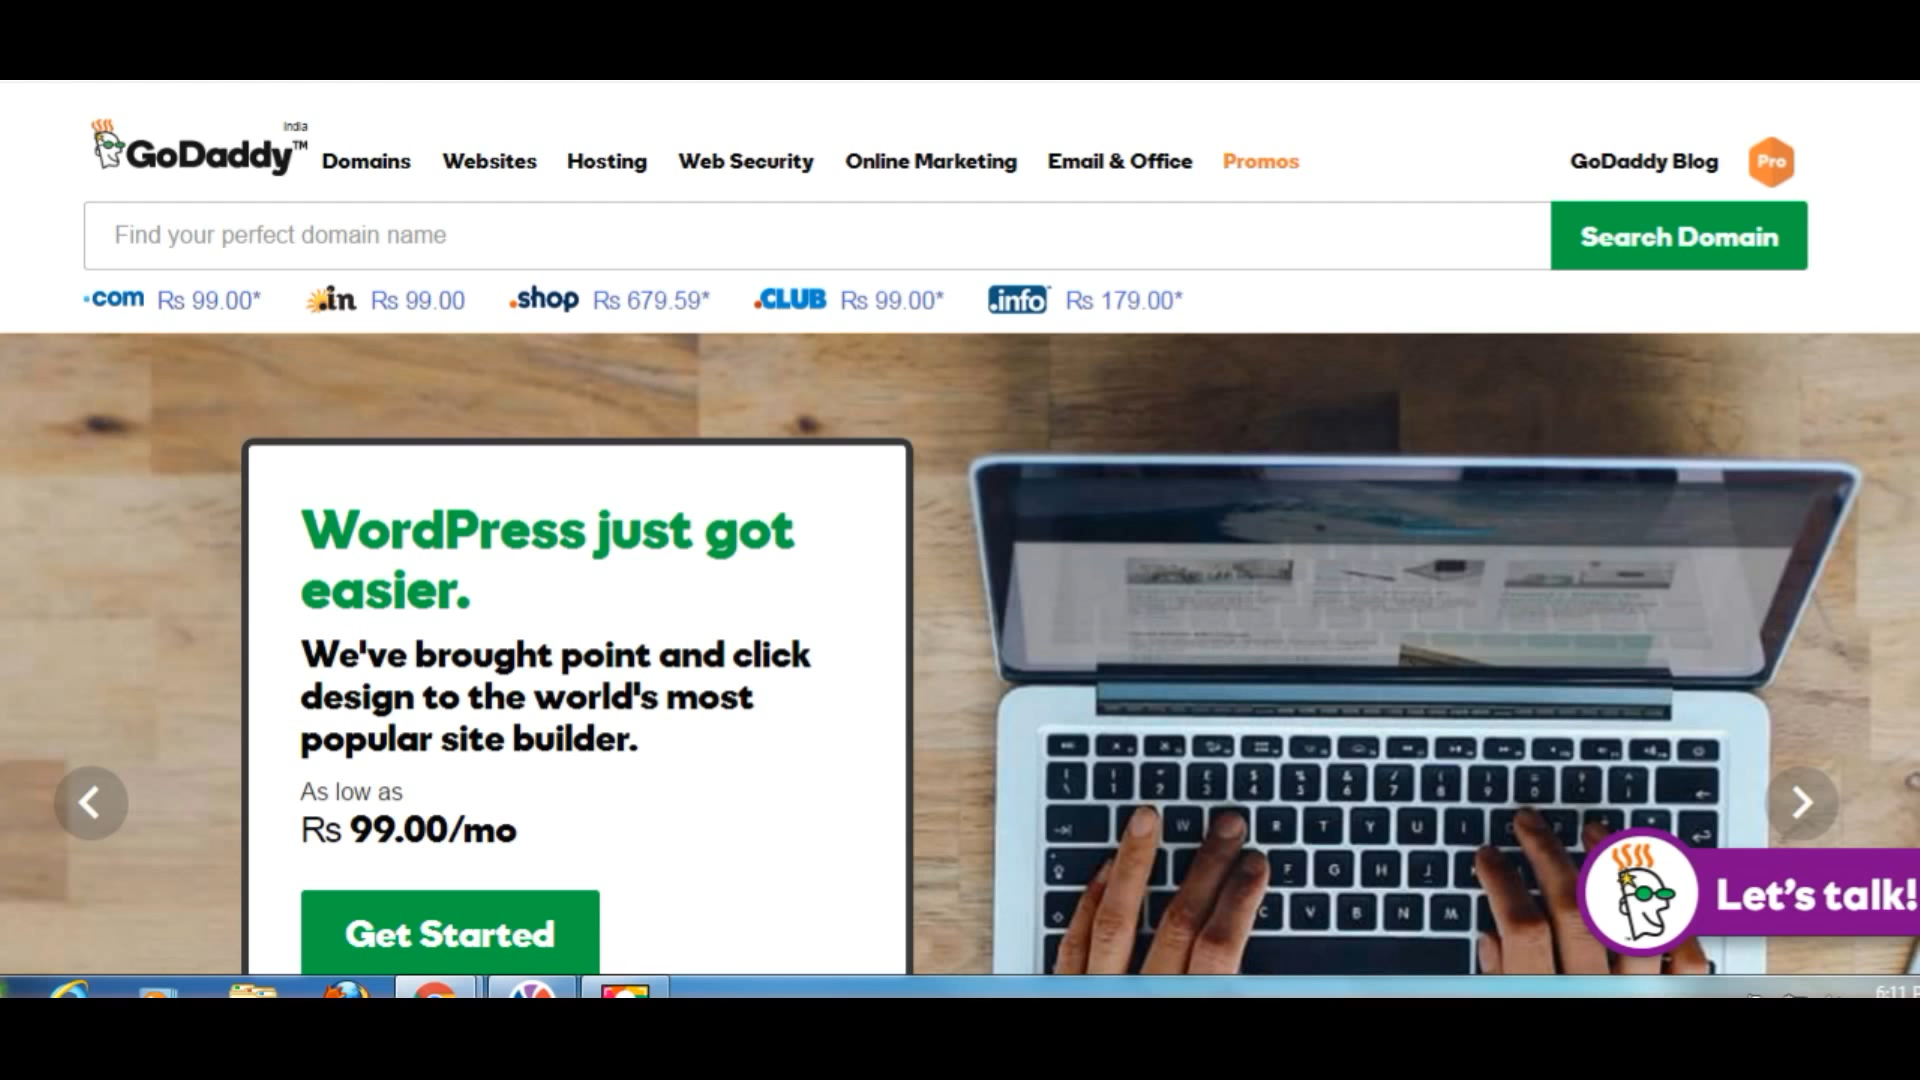 India
GoDaddy™
Domains Websites Hosting Web Security Online Marketing Email & Office Promos GoDaddy Blog Pro
Find your perfect domain name Search Domain
.com Rs 99.00* .in Rs 99.00 .shop Rs 679.59* .CLUB Rs 99.00* .info Rs 179.00*
WordPress just got
easier.
We've brought point and click
design to the world's most
popular site builder.
As low as
Rs 99.00/mo
Get Started
Let's talk!
6:11 P